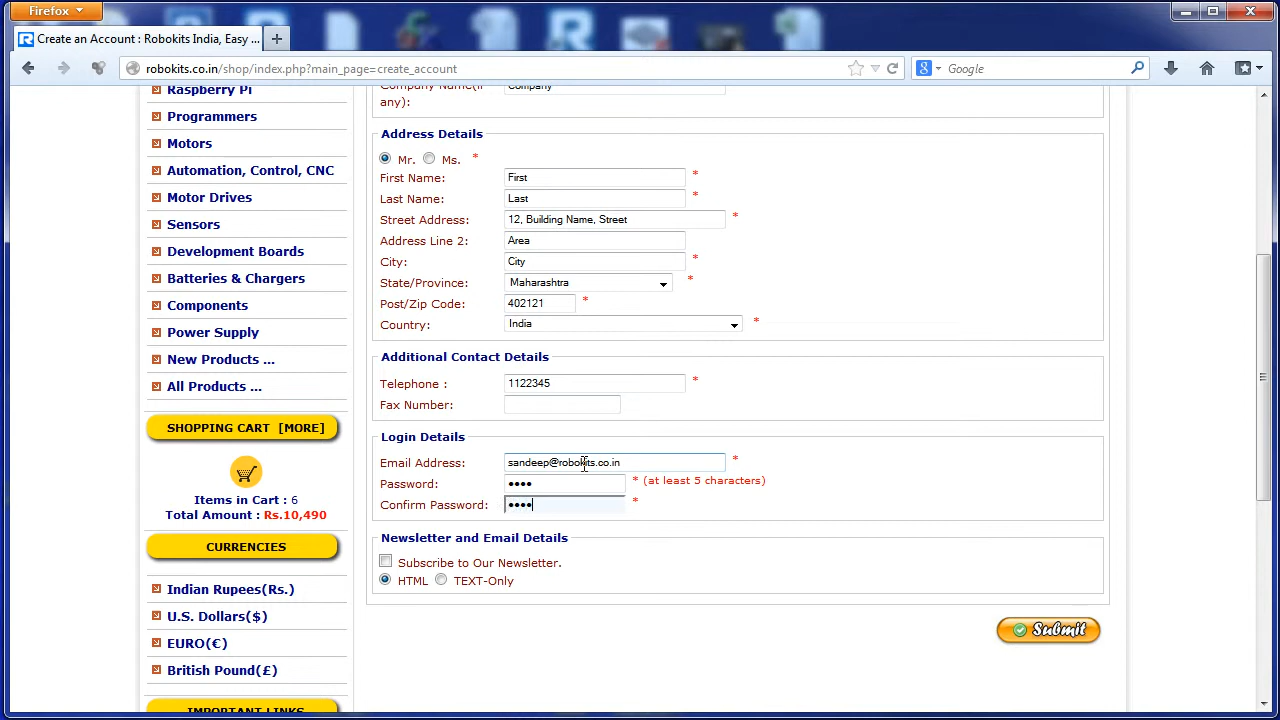 Firefox
Create an Account : Robokits India, Easy ...
robokits.co.in/shop/index.php?main_page=create_account
Google
Raspberry Pi
Programmers
Motors
Automation, Control, CNC
Motor Drives
Sensors
Development Boards
Batteries & Chargers
Components
Power Supply
New Products ...
All Products ...
SHOPPING CART [MORE]
Items in Cart : 6
Total Amount : Rs.10,490
CURRENCIES
Indian Rupees(Rs.)
U.S. Dollars($)
EURO(€)
British Pound(£)
IMPORTANT LINKS
Company Name(if any): Company
Address Details
Mr. Ms. *
First Name: First *
Last Name: Last *
Street Address: 12, Building Name, Street *
Address Line 2: Area
City: City *
State/Province: Maharashtra *
Post/Zip Code: 402121 *
Country: India *
Additional Contact Details
Telephone : 1122345 *
Fax Number:
Login Details
Email Address: sandeep@robokits.co.in *
Password: •••• * (at least 5 characters)
Confirm Password: •••• *
Newsletter and Email Details
Subscribe to Our Newsletter.
HTML TEXT-Only
Submit